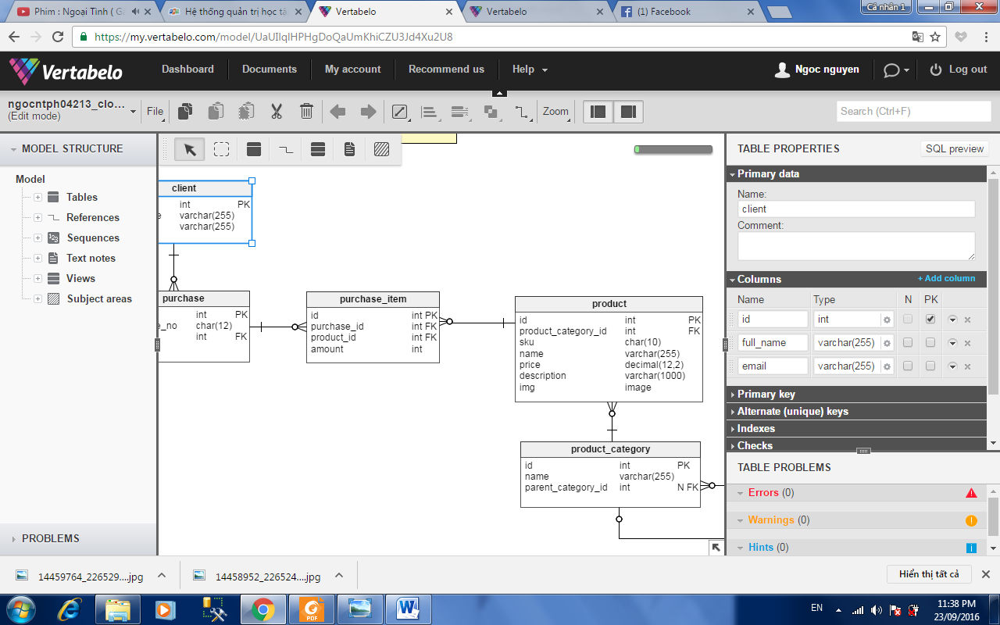 Phim : Ngoại Tình ( G
Hệ thống quản trị học tậ
Vertabelo
Vertabelo
(1) Facebook
Cá nhân 1
https://my.vertabelo.com/model/UaUIlqIHPHgDoQaUmKhiCZU3Jd4Xu2U8
Vertabelo
Dashboard
Documents
My account
Recommend us
Help
Ngoc nguyen
Log out
ngocntph04213_clo...
(Edit mode)
File
Zoom
Search (Ctrl+F)
MODEL STRUCTURE
Model
Tables
References
Sequences
Text notes
Views
Subject areas
PROBLEMS
client
int PK
e varchar(255)
varchar(255)
purchase
int PK
e_no char(12)
int FK
purchase_item
id int PK
purchase_id int FK
product_id int FK
amount int
product
id int PK
product_category_id int FK
sku char(10)
name varchar(255)
price decimal(12,2)
description varchar(1000)
img image
product_category
id int PK
name varchar(255)
parent_category_id int N FK
TABLE PROPERTIES
SQL preview
Primary data
Name:
client
Comment:
Columns
+ Add column
Name Type N PK
id int
full_name varchar(255)
email varchar(255)
Primary key
Alternate (unique) keys
Indexes
Checks
TABLE PROBLEMS
Errors (0)
Warnings (0)
Hints (0)
14459764_226529....jpg
14458952_226524....jpg
Hiển thị tất cả
PDF
EN
11:38 PM
23/09/2016